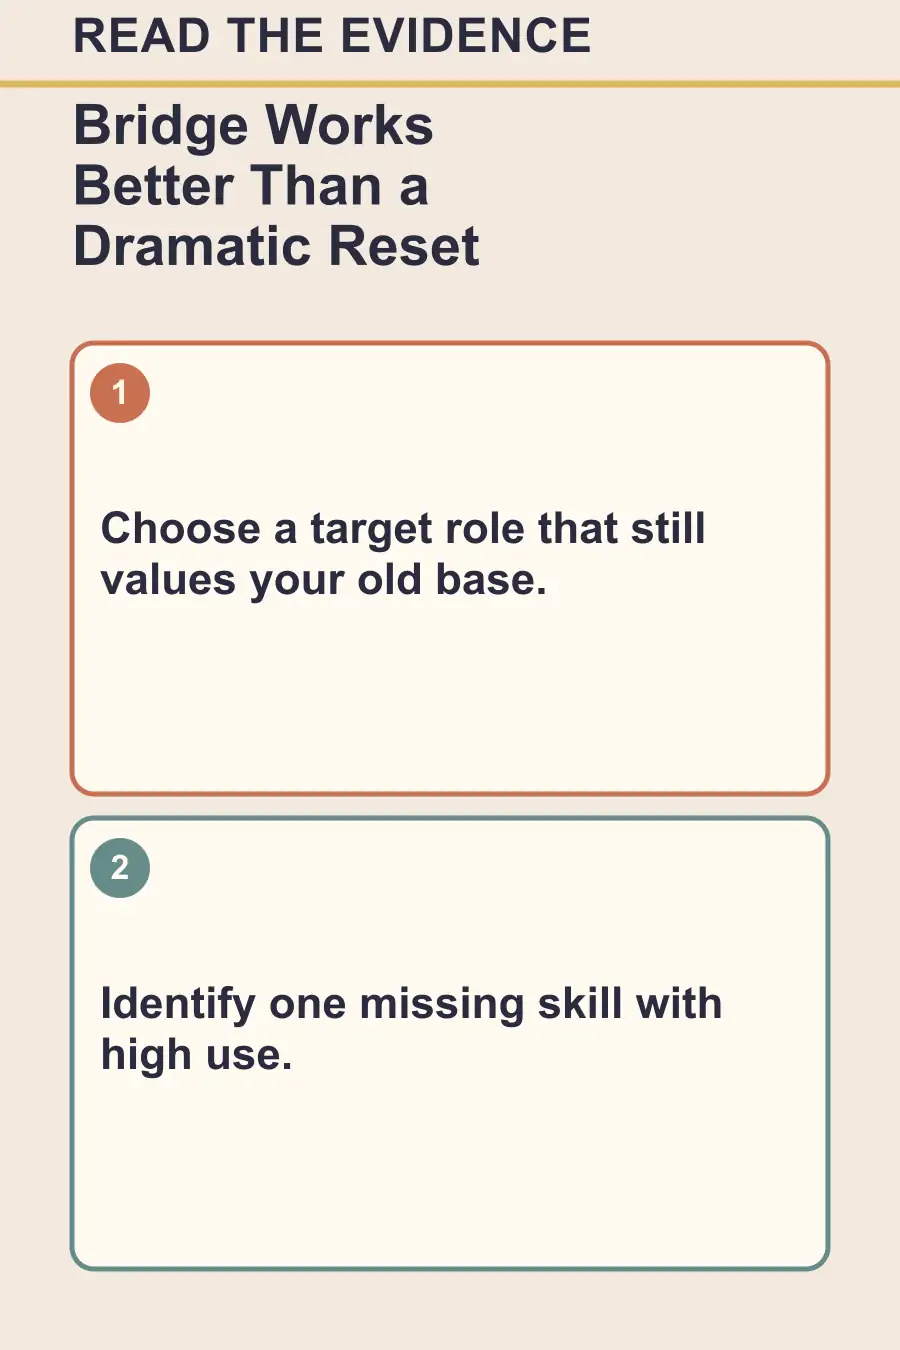 READ THE EVIDENCE
Bridge Works
Better Than a
Dramatic Reset
1
Choose a target role that still
values your old base.
2
Identify one missing skill with
high use.